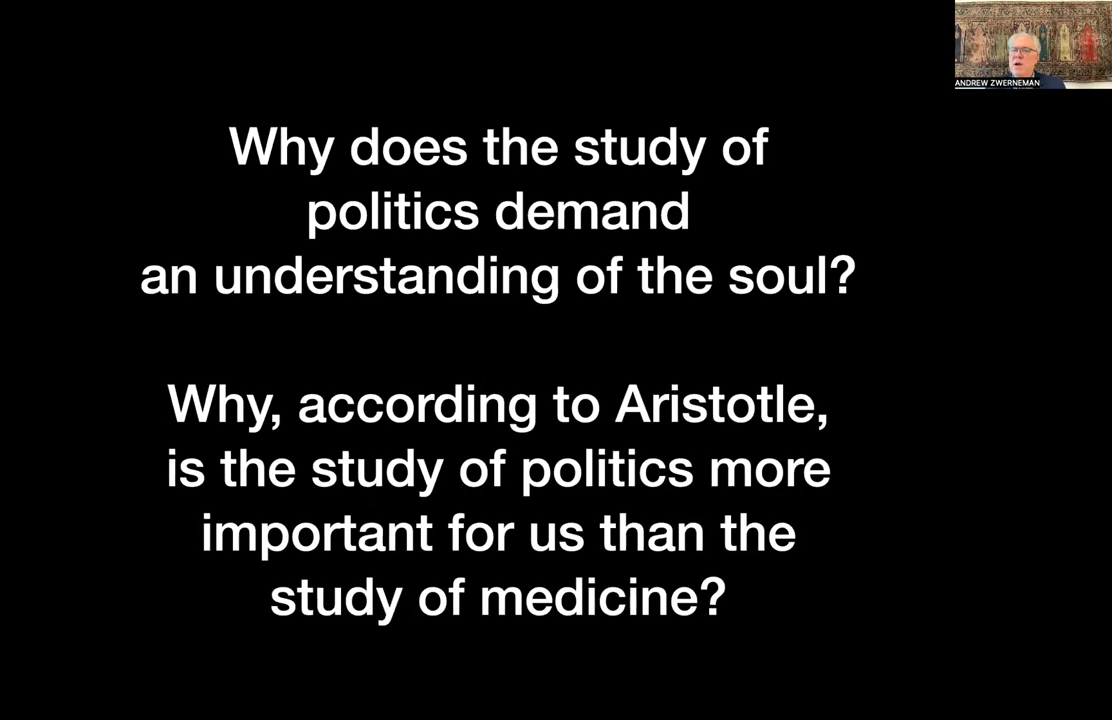 ANDREW ZWERNEMAN
Why does the study of
politics demand
an understanding of the soul?
Why, according to Aristotle,
is the study of politics more
important for us than the
study of medicine?